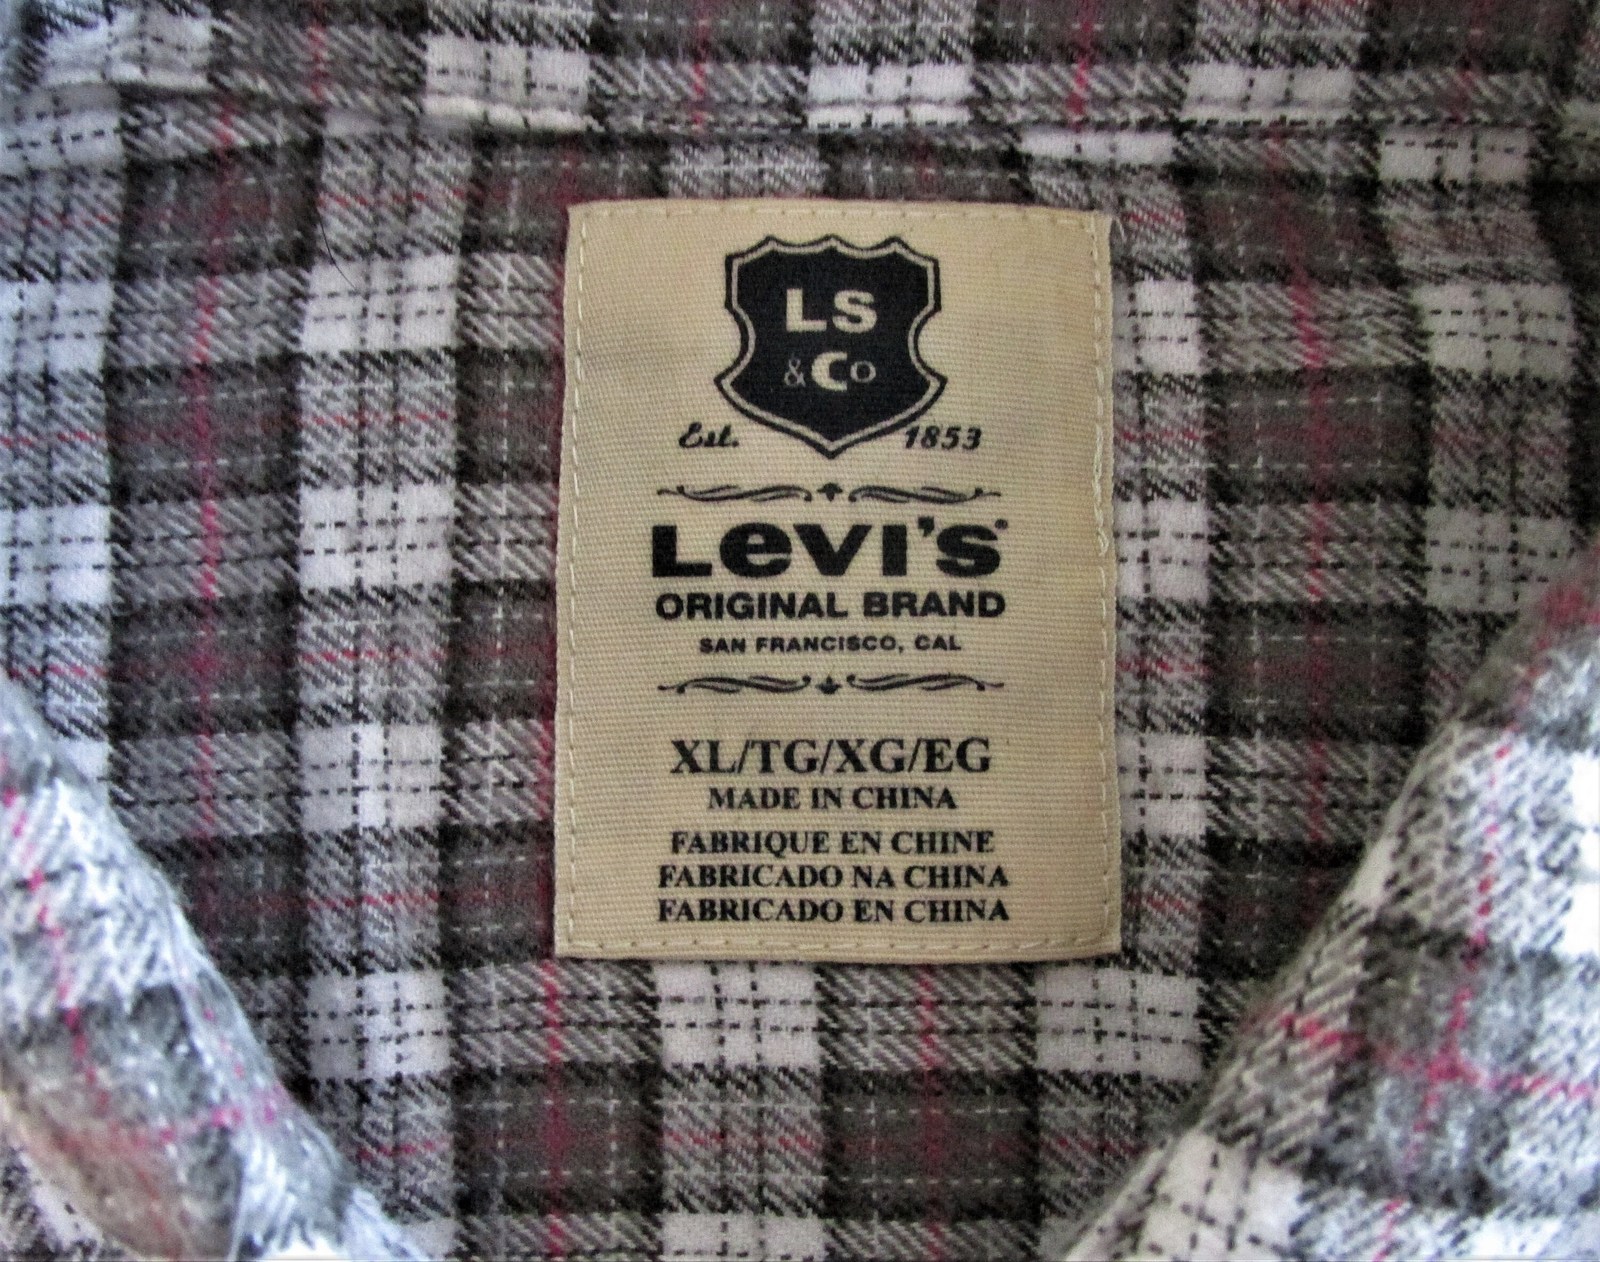 LS
&Co
Est. 1853
Levi's®
ORIGINAL BRAND
SAN FRANCISCO, CAL
XL/TG/XG/EG
MADE IN CHINA
FABRIQUE EN CHINE
FABRICADO NA CHINA
FABRICADO EN CHINA